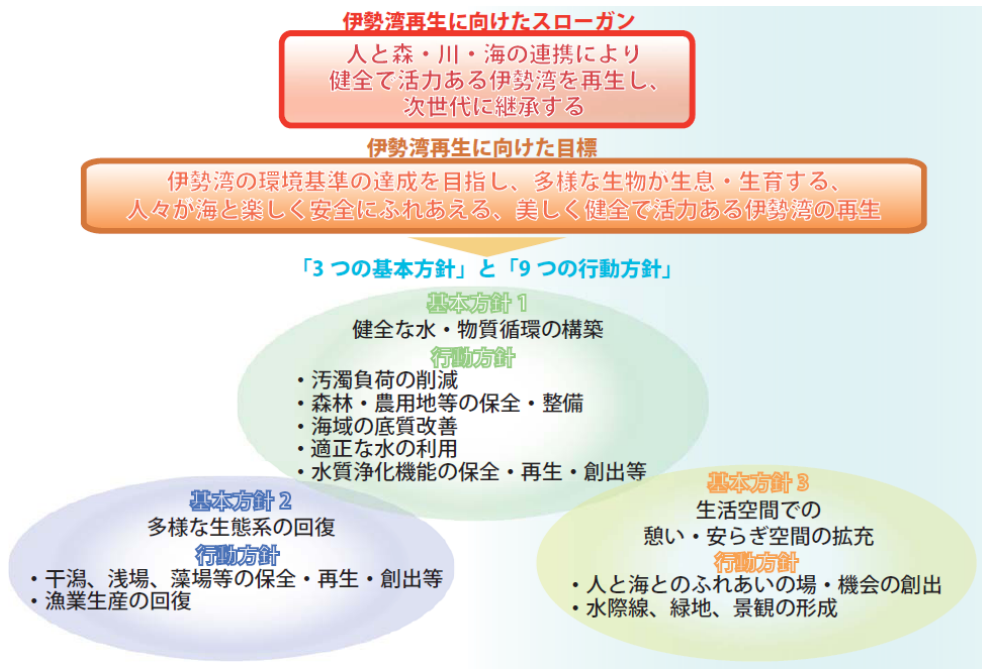 伊勢湾再生に向けたスローガン
人と森・川・海の連携により
健全で活力ある伊勢湾を再生し、
次世代に継承する
伊勢湾再生に向けた目標
伊勢湾の環境基準の達成を目指し、多様な生物か生息・生育する、
人々が海と楽しく安全にふれあえる、美しく健全で活力ある伊勢湾の再生
「3つの基本方針」と「9つの行動方針」
基本方針1
健全な水・物質循環の構築
行動方針
・汚濁負荷の削減
・森林・農用地等の保全・整備
・海域の底質改善
・適正な水の利用
・水質浄化機能の保全・再生・創出等
基本方針2
多様な生態系の回復
行動方針
・干潟、浅場、藻場等の保全・再生・創出等
・漁業生産の回復
基本方針3
生活空間での
憩い・安らぎ空間の拡充
行動方針
・人と海とのふれあいの場・機会の創出
・水際線、緑地、景観の形成